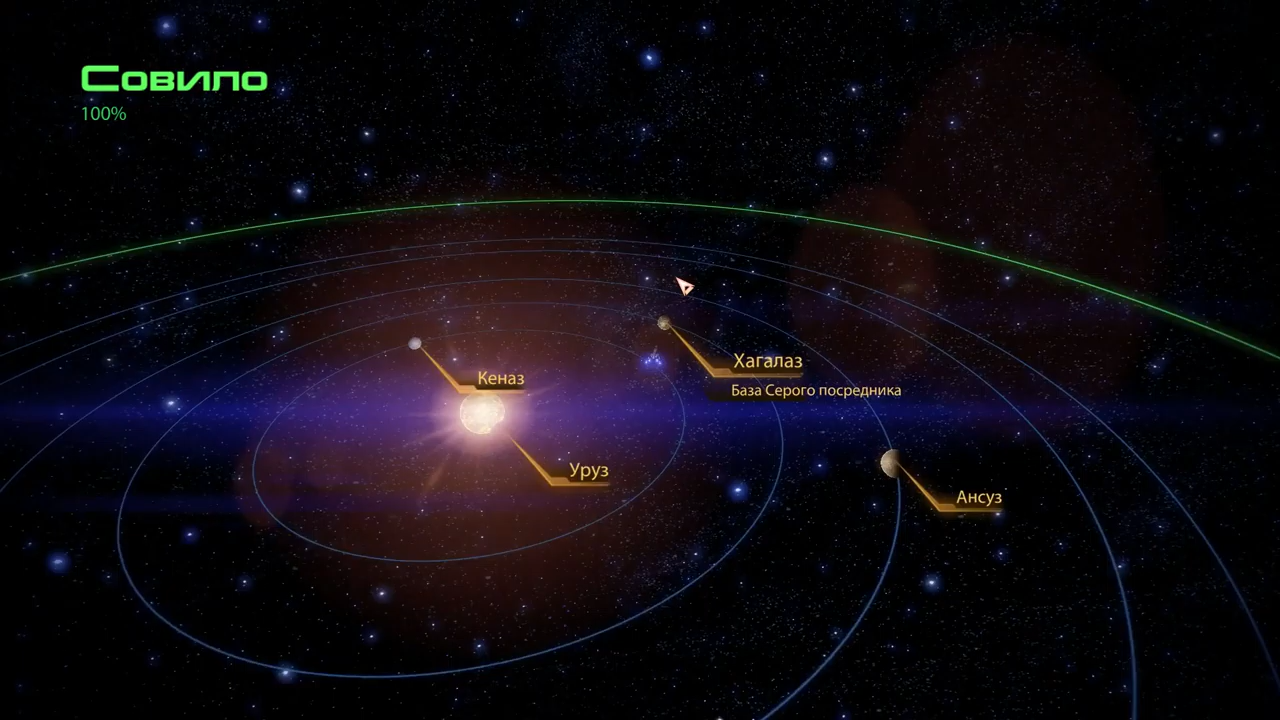 Совило
100%
Хагалаз
База Серого посредника
Кеназ
Уруз
Ансуз